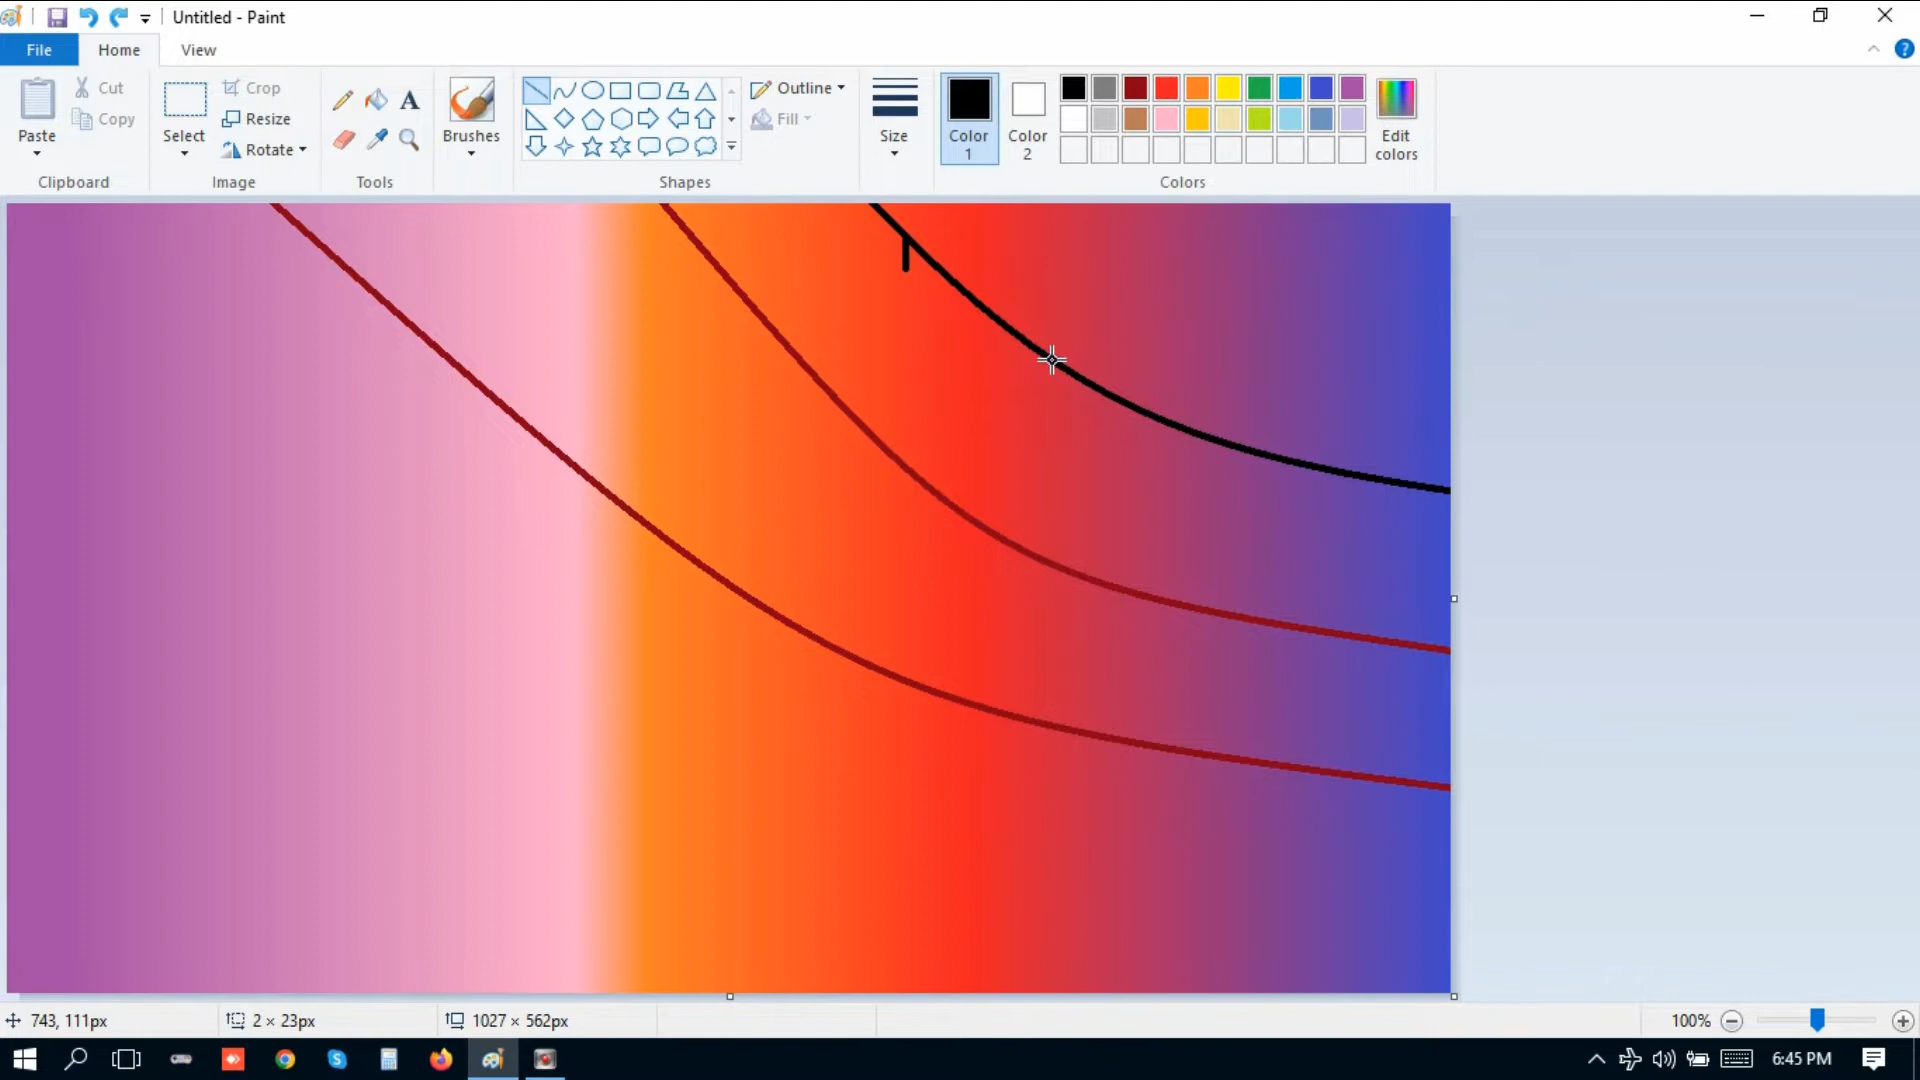 Untitled - Paint
File Home View
Paste
Cut
Copy
Clipboard
Select
Crop
Resize
Rotate
Image
A
Tools
Brushes
Outline
Fill
Shapes
Size
Color 1
Color 2
Edit colors
Colors
743, 111px
2 × 23px
1027 × 562px
100%
6:45 PM